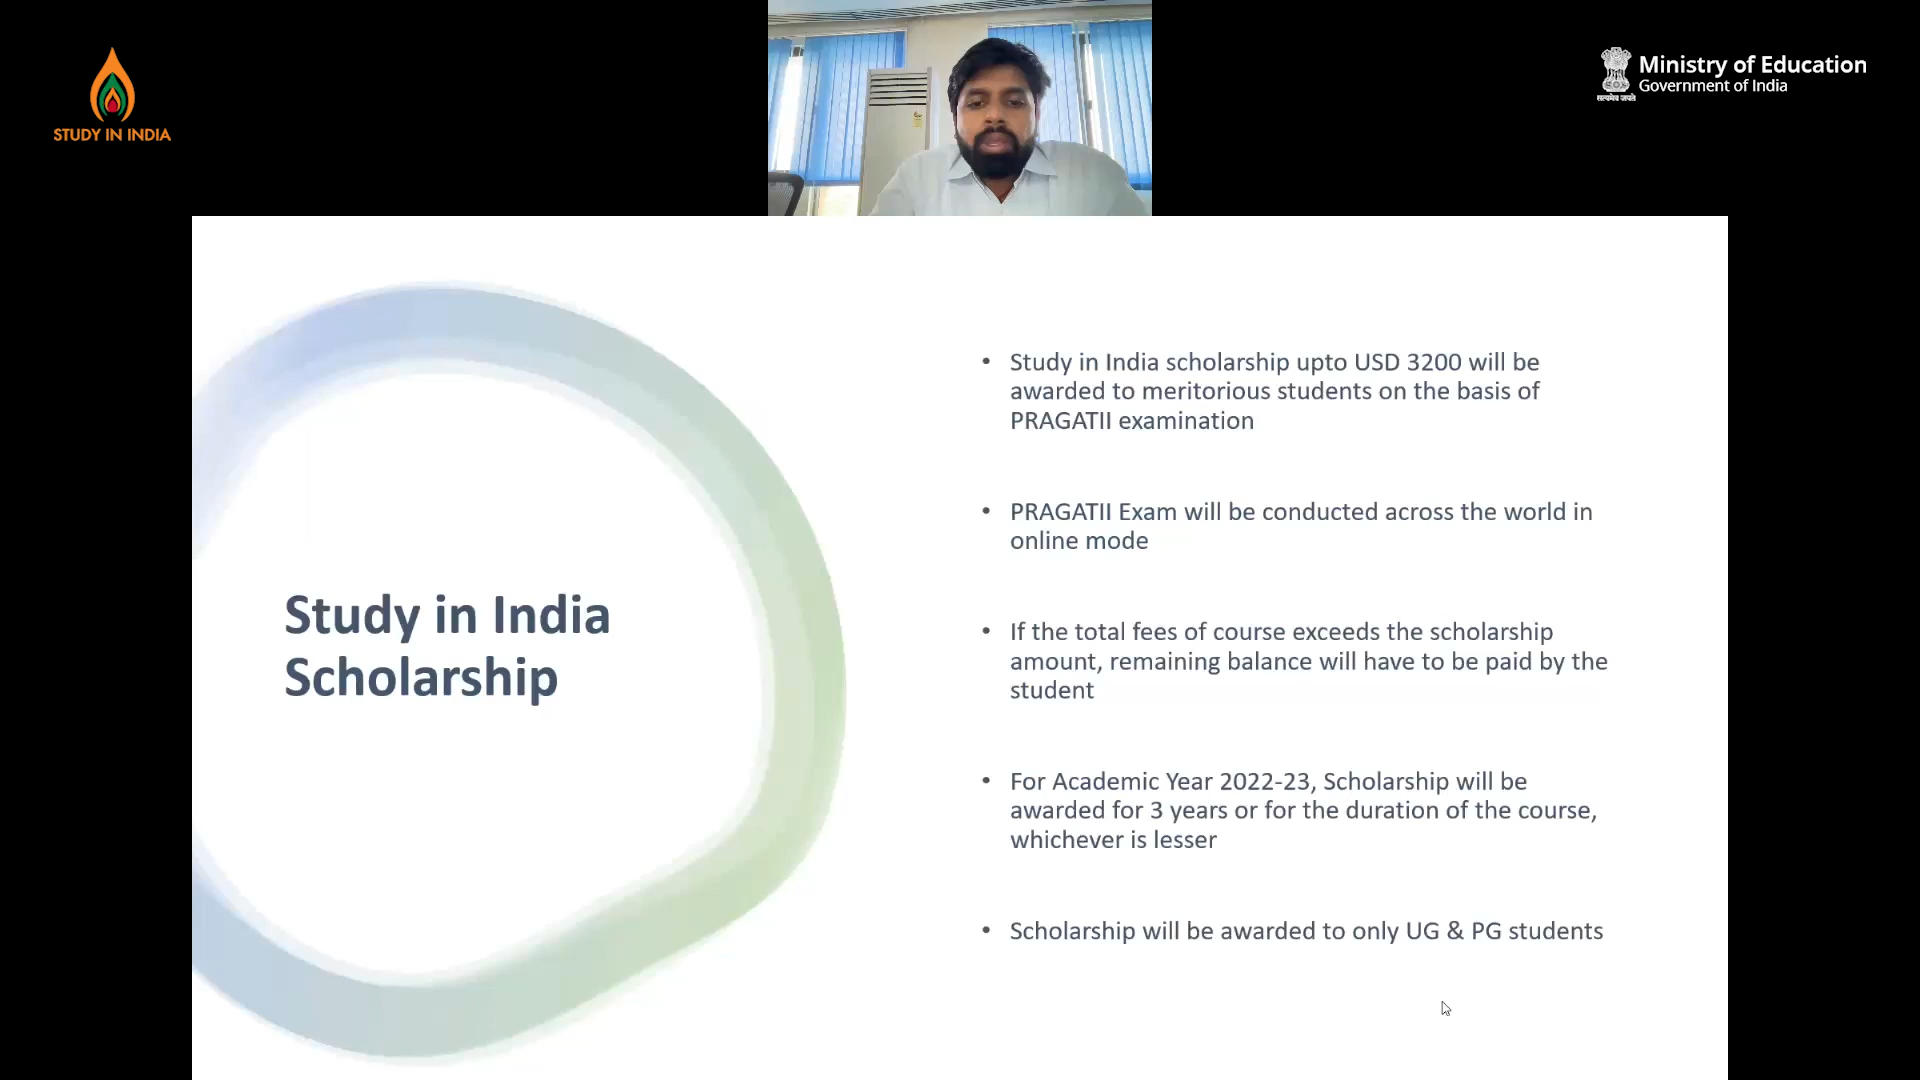 STUDY IN INDIA
Ministry of Education
Government of India
सत्यमेव जयते
Study in India
Scholarship
• Study in India scholarship upto USD 3200 will be
awarded to meritorious students on the basis of
PRAGATII examination
• PRAGATII Exam will be conducted across the world in
online mode
• If the total fees of course exceeds the scholarship
amount, remaining balance will have to be paid by the
student
• For Academic Year 2022-23, Scholarship will be
awarded for 3 years or for the duration of the course,
whichever is lesser
• Scholarship will be awarded to only UG & PG students